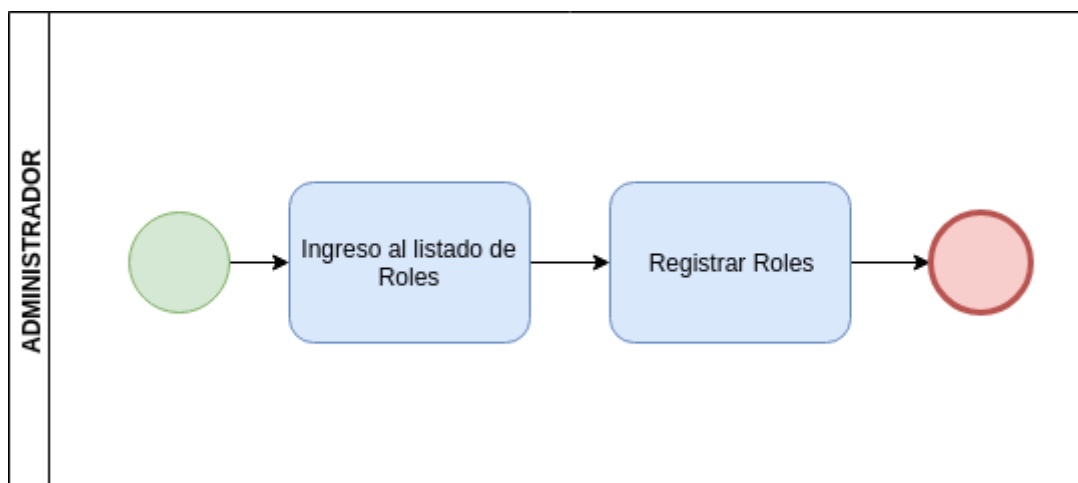 ADMINISTRADOR
Ingreso al listado de
Roles
Registrar Roles